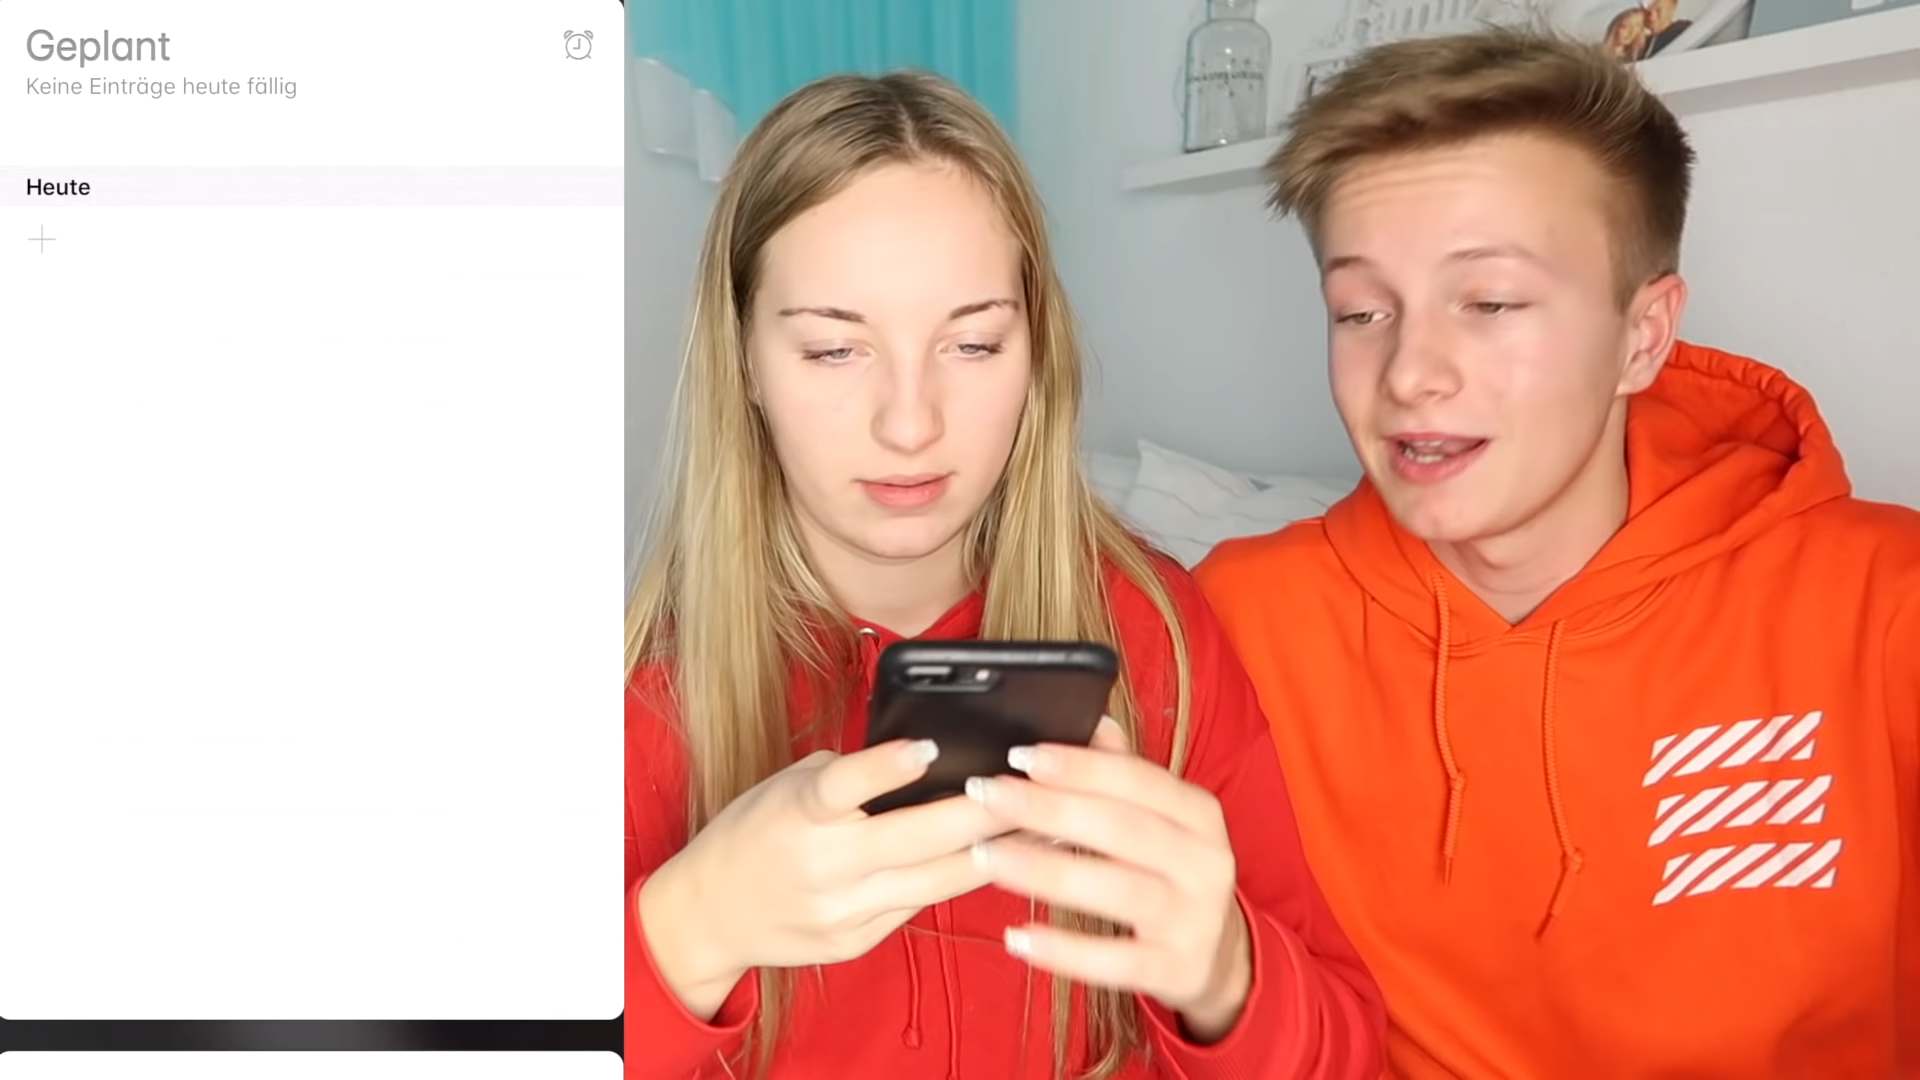 Geplant
Keine Einträge heute fällig
Heute